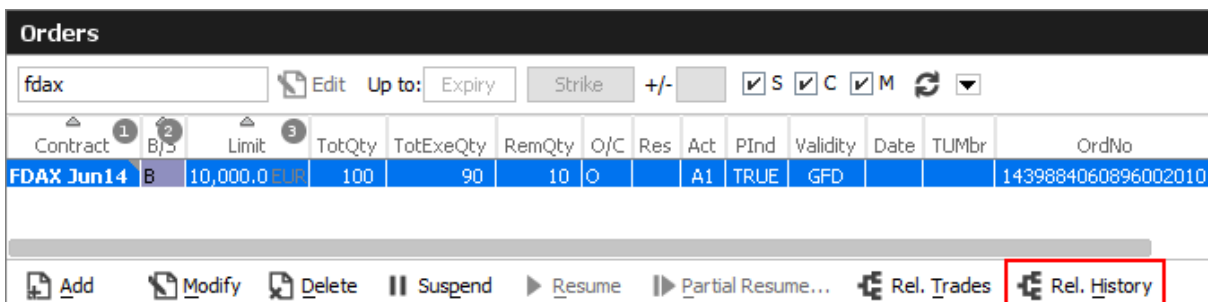 Orders
fdax Edit Up to: Expiry Strike +/- S C M
Contract 1 B/S 2 Limit 3 TotQty TotExeQty RemQty O/C Res Act PInd Validity Date TUMbr OrdNo
FDAX Jun14 B 10,000.0 EUR 100 90 10 O A1 TRUE GFD 1439884060896002010
Add Modify Delete Suspend Resume Partial Resume... Rel. Trades Rel. History